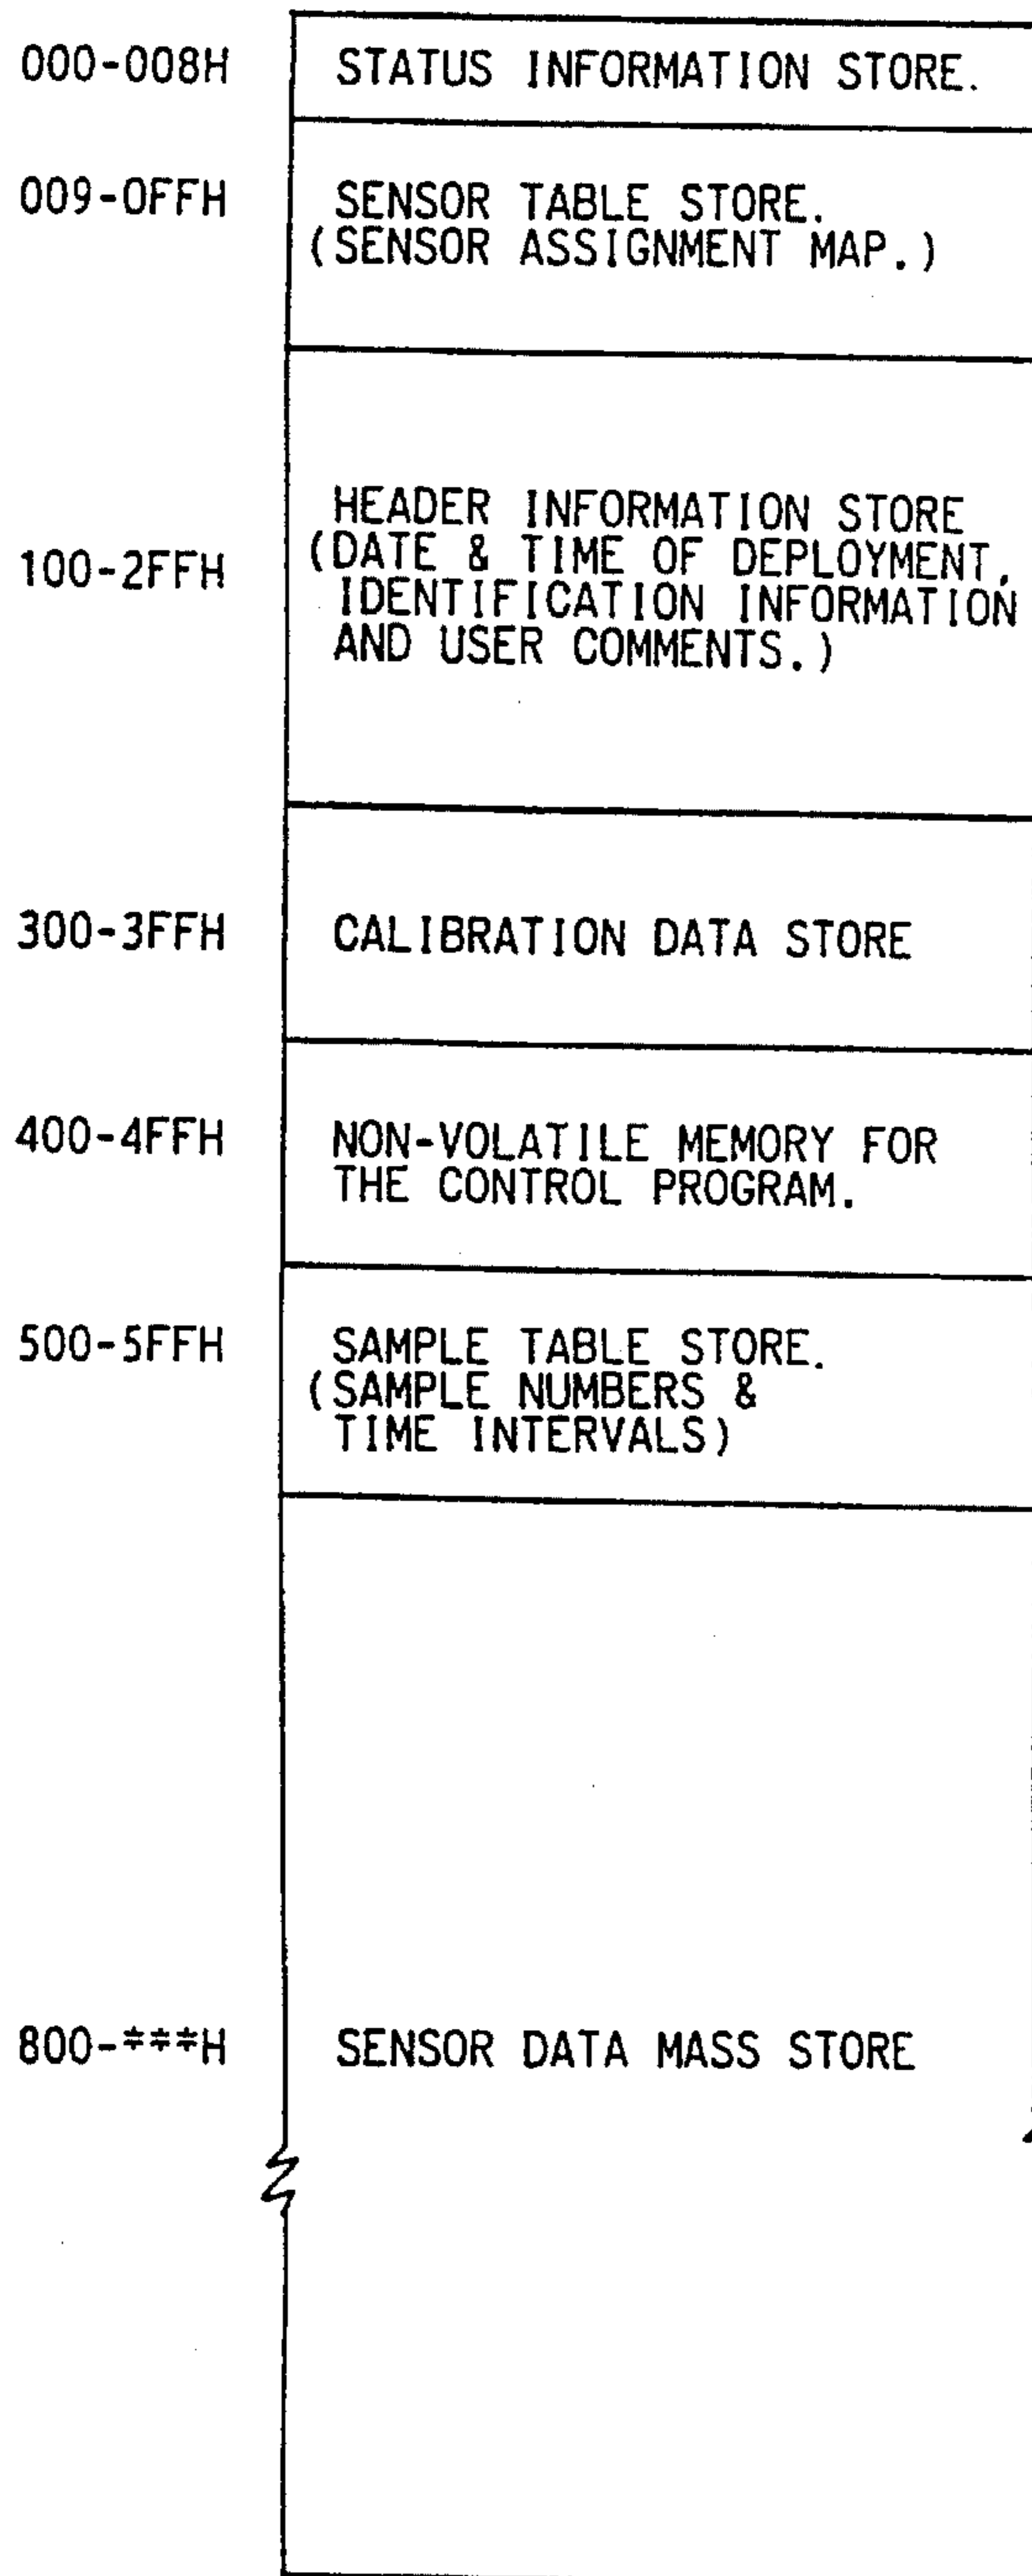 000-008H STATUS INFORMATION STORE.
009-0FFH SENSOR TABLE STORE.
(SENSOR ASSIGNMENT MAP.)
HEADER INFORMATION STORE
100-2FFH (DATE & TIME OF DEPLOYMENT,
IDENTIFICATION INFORMATION
AND USER COMMENTS.)
300-3FFH CALIBRATION DATA STORE
400-4FFH NON-VOLATILE MEMORY FOR
THE CONTROL PROGRAM.
500-5FFH SAMPLE TABLE STORE.
(SAMPLE NUMBERS &
TIME INTERVALS)
800-***H SENSOR DATA MASS STORE